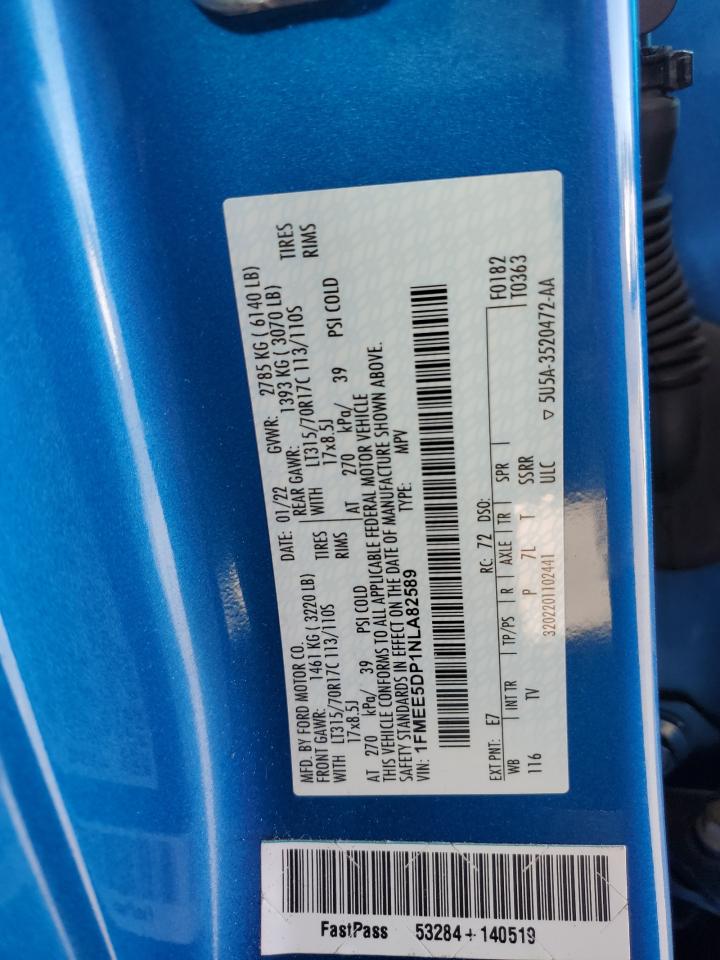 MFD. BY FORD MOTOR CO.
DATE: 01/22 GVWR: 2785 KG ( 6140 LB)
FRONT GAWR: 1461 KG ( 3220 LB) REAR GAWR: 1393 KG ( 3070 LB)
WITH LT315/70R17C 113/110S TIRES WITH LT315/70R17C 113/110S TIRES
17x8.5J RIMS 17x8.5J RIMS
AT 270 kPa/ 39 PSI COLD AT 270 kPa/ 39 PSI COLD
THIS VEHICLE CONFORMS TO ALL APPLICABLE FEDERAL MOTOR VEHICLE
SAFETY STANDARDS IN EFFECT ON THE DATE OF MANUFACTURE SHOWN ABOVE.
VIN: 1FMEE5DP1NLA82589 TYPE: MPV
EXT PNT: E7 RC: 72 DSO: F0182
WB INT TR TP/PS R AXLE TR SPR T0363
116 TV P 7L T SSRR
3202201102441 ULC ▽ 5U5A-3520472-AA
FastPass 53284+140519